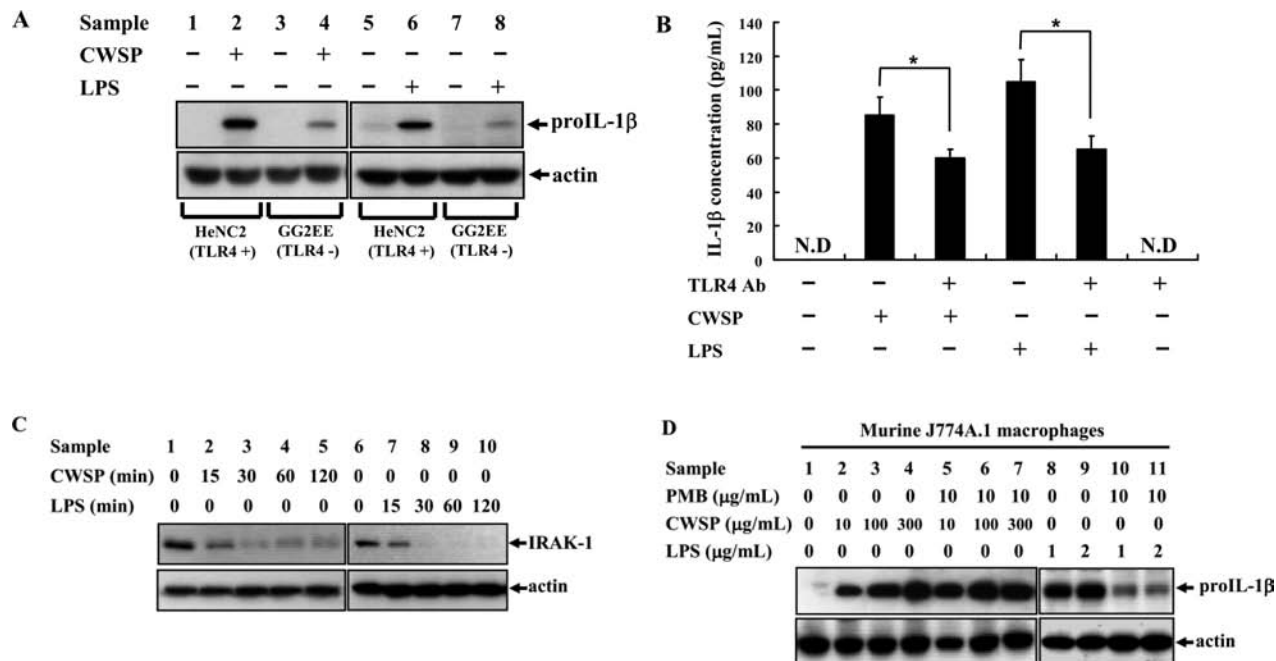 A
Sample 1 2 3 4 5 6 7 8
CWSP − + − + − − − −
LPS − − − − − + − +
proIL-1β
actin
HeNC2 GG2EE HeNC2 GG2EE
(TLR4 +) (TLR4 -) (TLR4 +) (TLR4 -)
B
IL-1β concentration (pg/mL)
140
120
100
80
60
40
20
0
* *
N.D N.D
TLR4 Ab − − + − + +
CWSP − + + − − −
LPS − − − + + −
C
Sample 1 2 3 4 5 6 7 8 9 10
CWSP (min) 0 15 30 60 120 0 0 0 0 0
LPS (min) 0 0 0 0 0 0 15 30 60 120
IRAK-1
actin
D
Murine J774A.1 macrophages
Sample 1 2 3 4 5 6 7 8 9 10 11
PMB (μg/mL) 0 0 0 0 10 10 10 0 0 10 10
CWSP (μg/mL) 0 10 100 300 10 100 300 0 0 0 0
LPS (μg/mL) 0 0 0 0 0 0 0 1 2 1 2
proIL-1β
actin